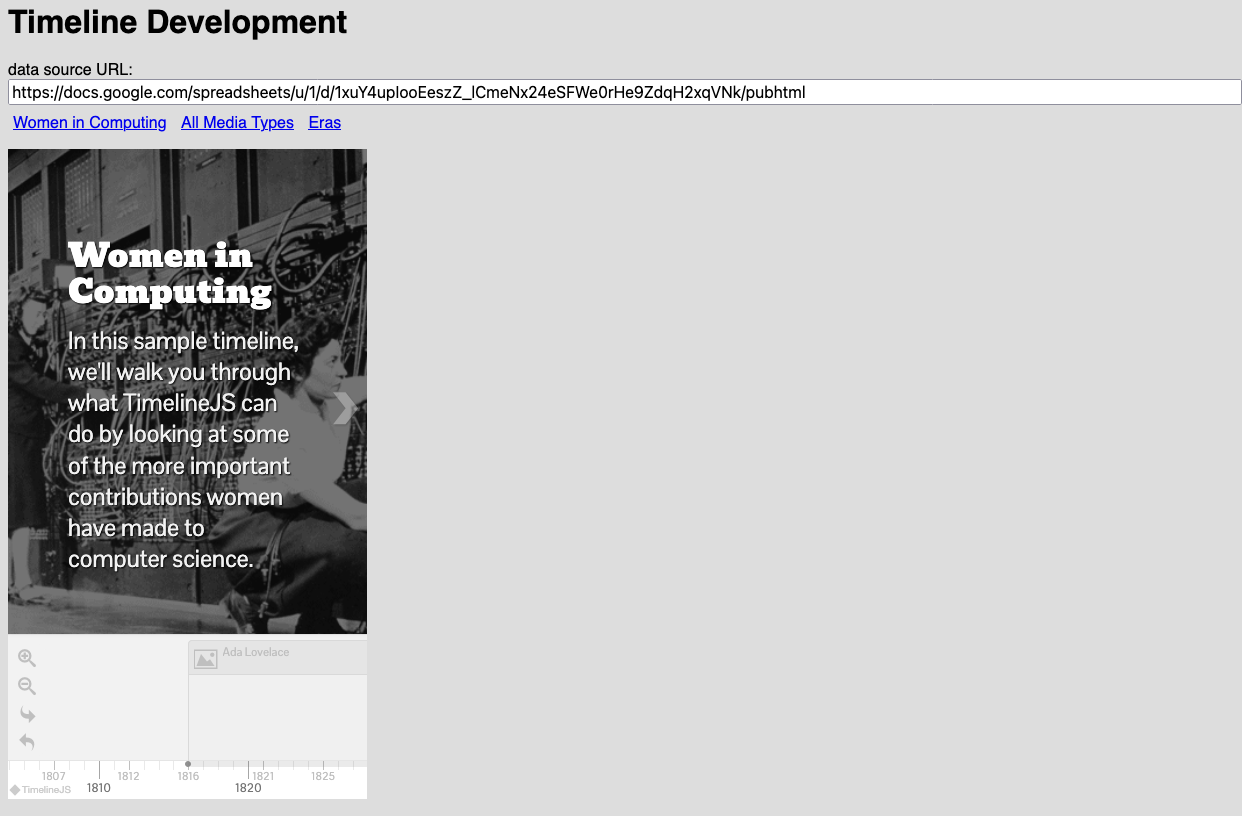 Timeline Development
data source URL:
https://docs.google.com/spreadsheets/u/1/d/1xuY4upIooEeszZ_lCmeNx24eSFWe0rHe9ZdqH2xqVNk/pubhtml
Women in Computing All Media Types Eras
Women in
Computing
In this sample timeline,
we'll walk you through
what TimelineJS can
do by looking at some
of the more important
contributions women
have made to
computer science.
Ada Lovelace
1807 1812 1816 1821 1825
TimelineJS 1810 1820